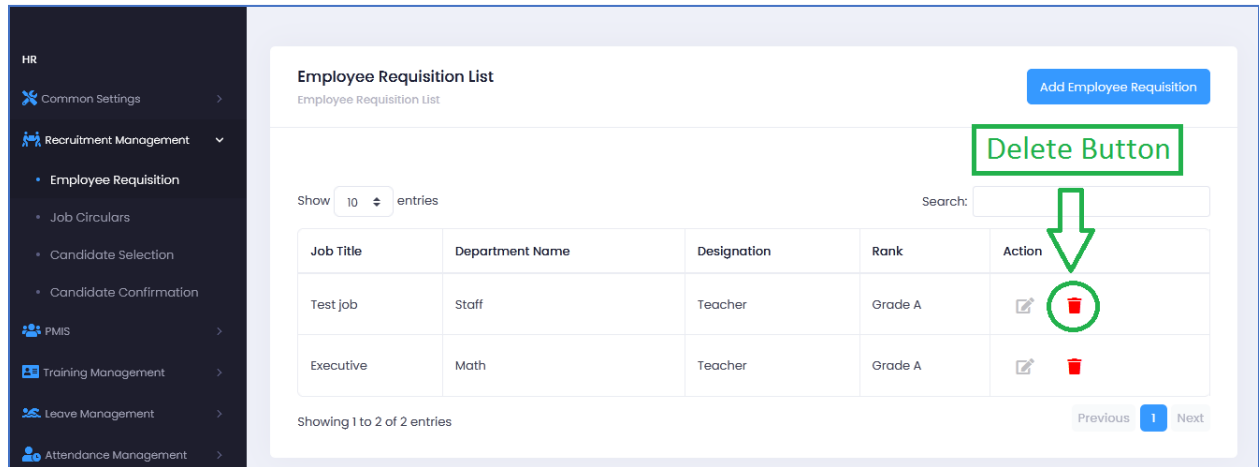 HR
Common Settings
Recruitment Management
Employee Requisition
Job Circulars
Candidate Selection
Candidate Confirmation
PMIS
Training Management
Leave Management
Attendance Management
Employee Requisition List
Employee Requisition List
Add Employee Requisition
Delete Button
Show 10 entries
Search:
Job Title Department Name Designation Rank Action
Test job Staff Teacher Grade A
Executive Math Teacher Grade A
Showing 1 to 2 of 2 entries
Previous 1 Next